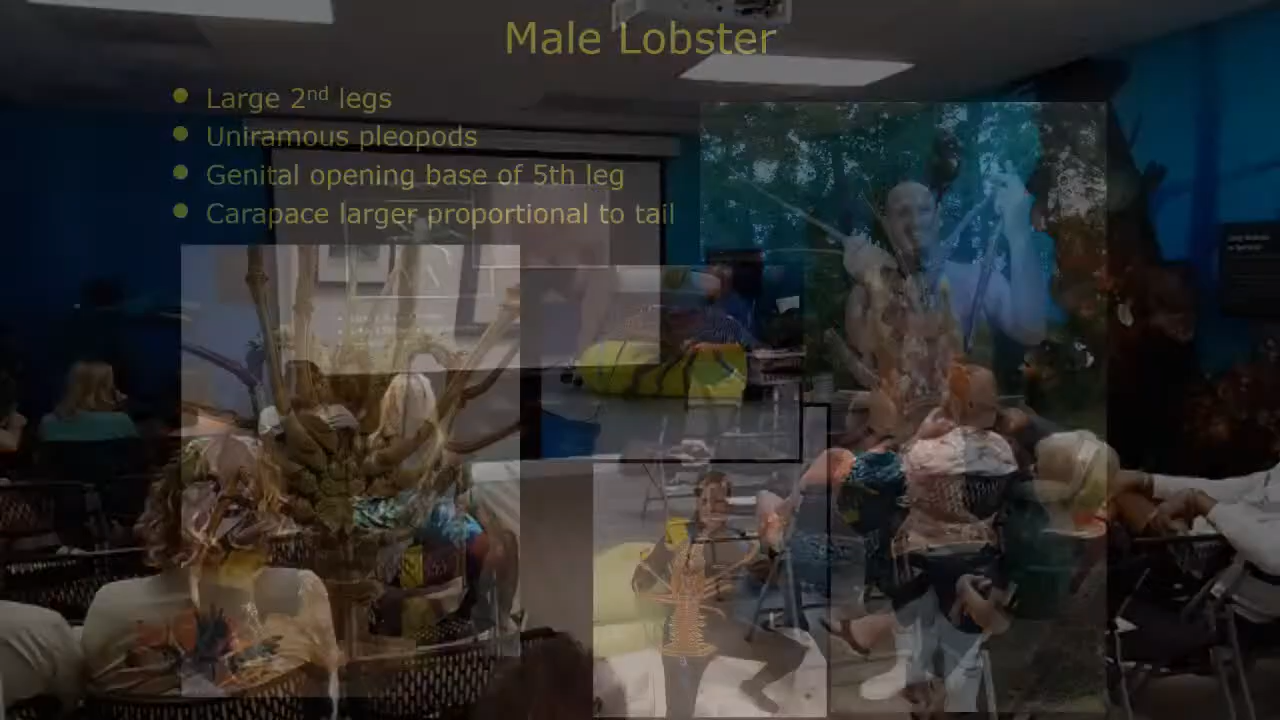 Male Lobster
Large 2nd legs
Uniramous pleopods
Genital opening base of 5th leg
Carapace larger proportional to tail